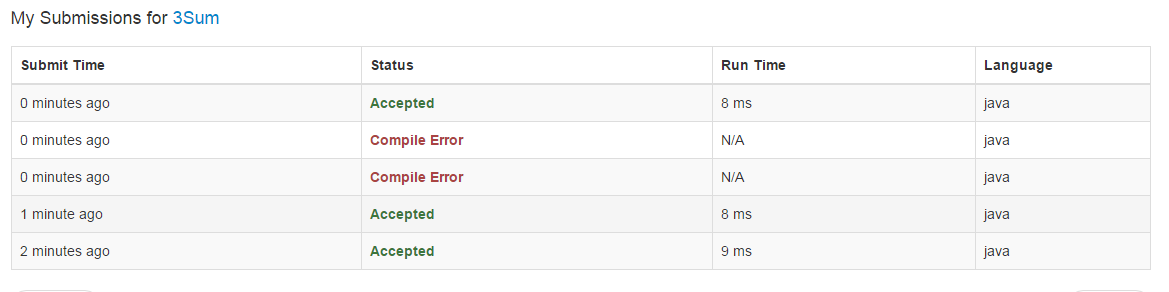 My Submissions for 3Sum
Submit Time Status Run Time Language
0 minutes ago Accepted 8 ms java
0 minutes ago Compile Error N/A java
0 minutes ago Compile Error N/A java
1 minute ago Accepted 8 ms java
2 minutes ago Accepted 9 ms java